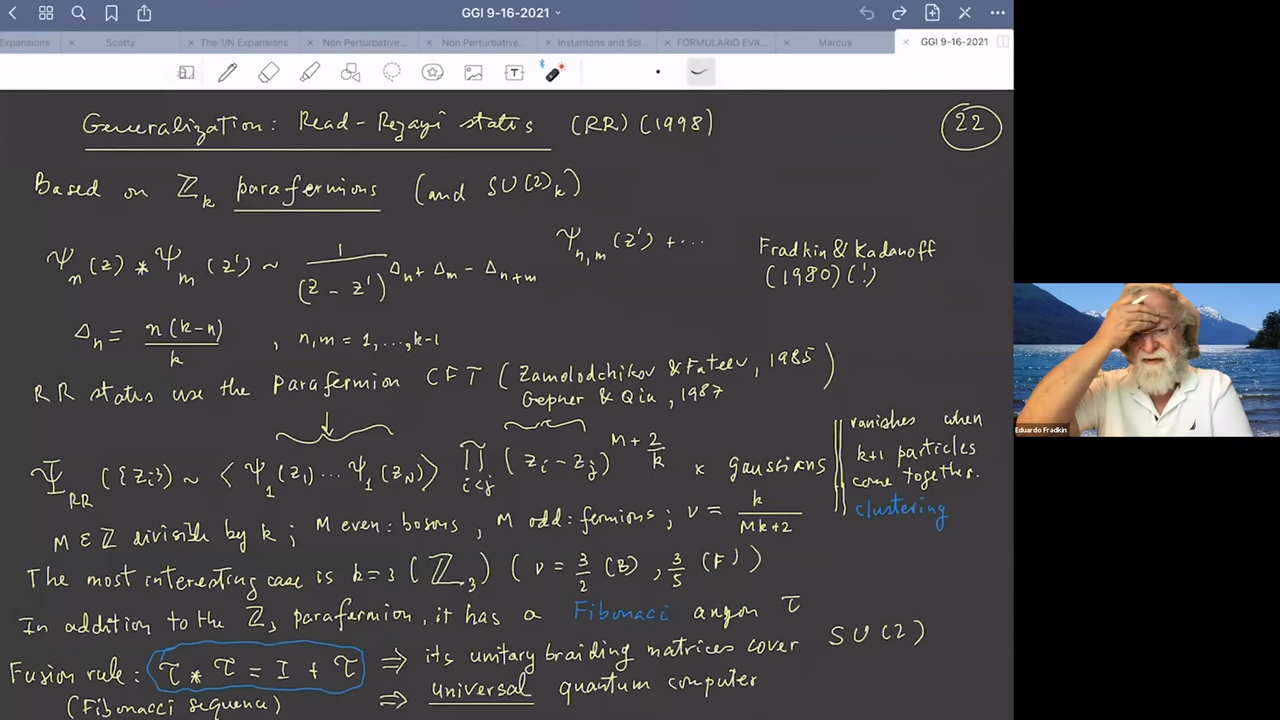 GGI 9-16-2021
Expansions
Scotty
The 1/N Expansions
Non Perturbative...
Non Perturbative...
Instantons and Sol...
FORMULARIO EVA...
Marcus
GGI 9-16-2021
Generalization: Read-Rezayi states (RR) (1998)
22
Based on ℤ_k parafermions (and SU(2)_k)
Ψ_n(z) * Ψ_m(z') ~ 1/(z - z')^{Δ_n + Δ_m - Δ_{n+m}} Ψ_{n,m}(z') + ...
Fradkin & Kadanoff
(1980)(!)
Δ_n = n(k-n)/k , n,m = 1,...,k-1
RR states use the parafermion CFT (Zamolodchikov & Fateev, 1985
Gepner & Qiu, 1987)
Ψ_RR ({z_i}) ~ ⟨Ψ_1(z_1)...Ψ_1(z_N)⟩ ∏_{i<j} (z_i - z_j)^{M + 2/k} × gaussians
vanishes when
k+1 particles
come together.
clustering
M ∈ ℤ divisible by k ; M even: bosons , M odd: fermions ; ν = k/(Mk+2)
The most interesting case is k=3 (ℤ_3) (ν = 3/2 (B) , 3/5 (F))
In addition to the ℤ_3 parafermion, it has a Fibonaci anyon τ
Fusion rule: τ * τ = I + τ ⇒ its unitary braiding matrices cover SU(2)
(Fibonacci sequence) ⇒ universal quantum computer
Eduardo Fradkin